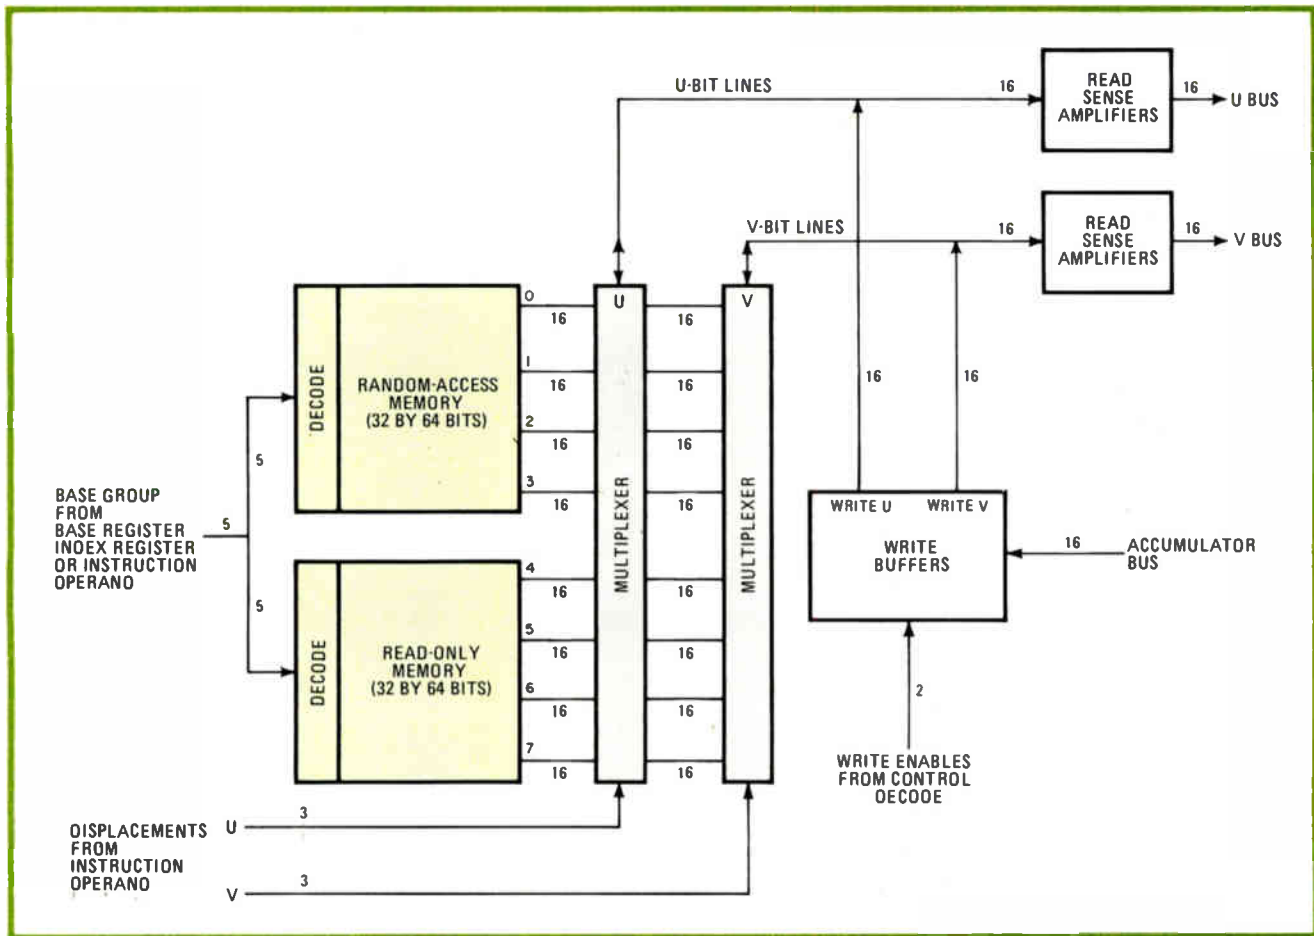 U-BIT LINES
16
READ
SENSE
AMPLIFIERS
16
U BUS
V-BIT LINES
16
READ
SENSE
AMPLIFIERS
16
V BUS
DECODE
RANDOM-ACCESS
MEMORY
(32 BY 64 BITS)
0
16
1
16
2
16
3
16
U
MULTIPLEXER
16
16
16
16
V
MULTIPLEXER
16
16
5
BASE GROUP
FROM
BASE REGISTER
INDEX REGISTER
OR INSTRUCTION
OPERANO
5
5
DECODE
READ-ONLY
MEMORY
(32 BY 64 BITS)
4
16
5
16
6
16
7
16
16
16
16
16
WRITE U
WRITE V
WRITE
BUFFERS
16
ACCUMULATOR
BUS
2
WRITE ENABLES
FROM CONTROL
OECODE
OISPLACEMENTS
FROM
INSTRUCTION
OPERANO
U
3
V
3